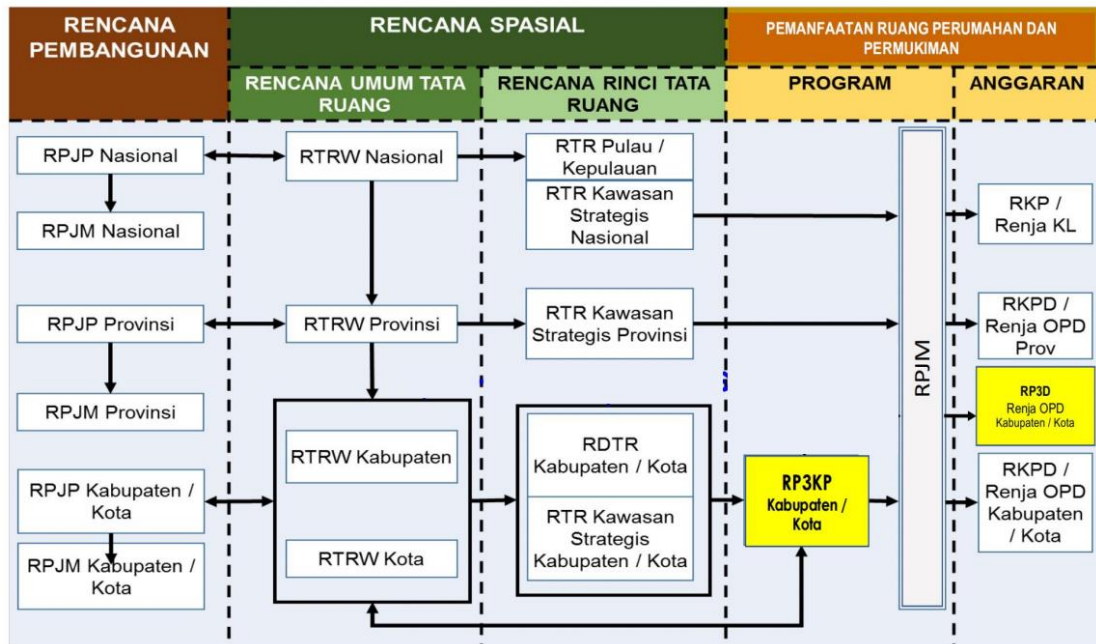 RENCANA
PEMBANGUNAN
RENCANA SPASIAL
PEMANFAATAN RUANG PERUMAHAN DAN
PERMUKIMAN
RENCANA UMUM TATA
RUANG
RENCANA RINCI TATA
RUANG
PROGRAM
ANGGARAN
RPJP Nasional
RTRW Nasional
RTR Pulau /
Kepulauan
RPJM Nasional
RTR Kawasan
Strategis
Nasional
RKP /
Renja KL
RPJP Provinsi
RTRW Provinsi
RTR Kawasan
Strategis Provinsi
RKPD /
Renja OPD
Prov
RPJM
RPJM Provinsi
RP3D
Renja OPD
Kabupaten / Kota
RPJP Kabupaten /
Kota
RTRW Kabupaten
RDTR
Kabupaten / Kota
RP3KP
Kabupaten /
Kota
RKPD /
Renja OPD
Kabupaten
/ Kota
RPJM Kabupaten /
Kota
RTRW Kota
RTR Kawasan
Strategis
Kabupaten / Kota